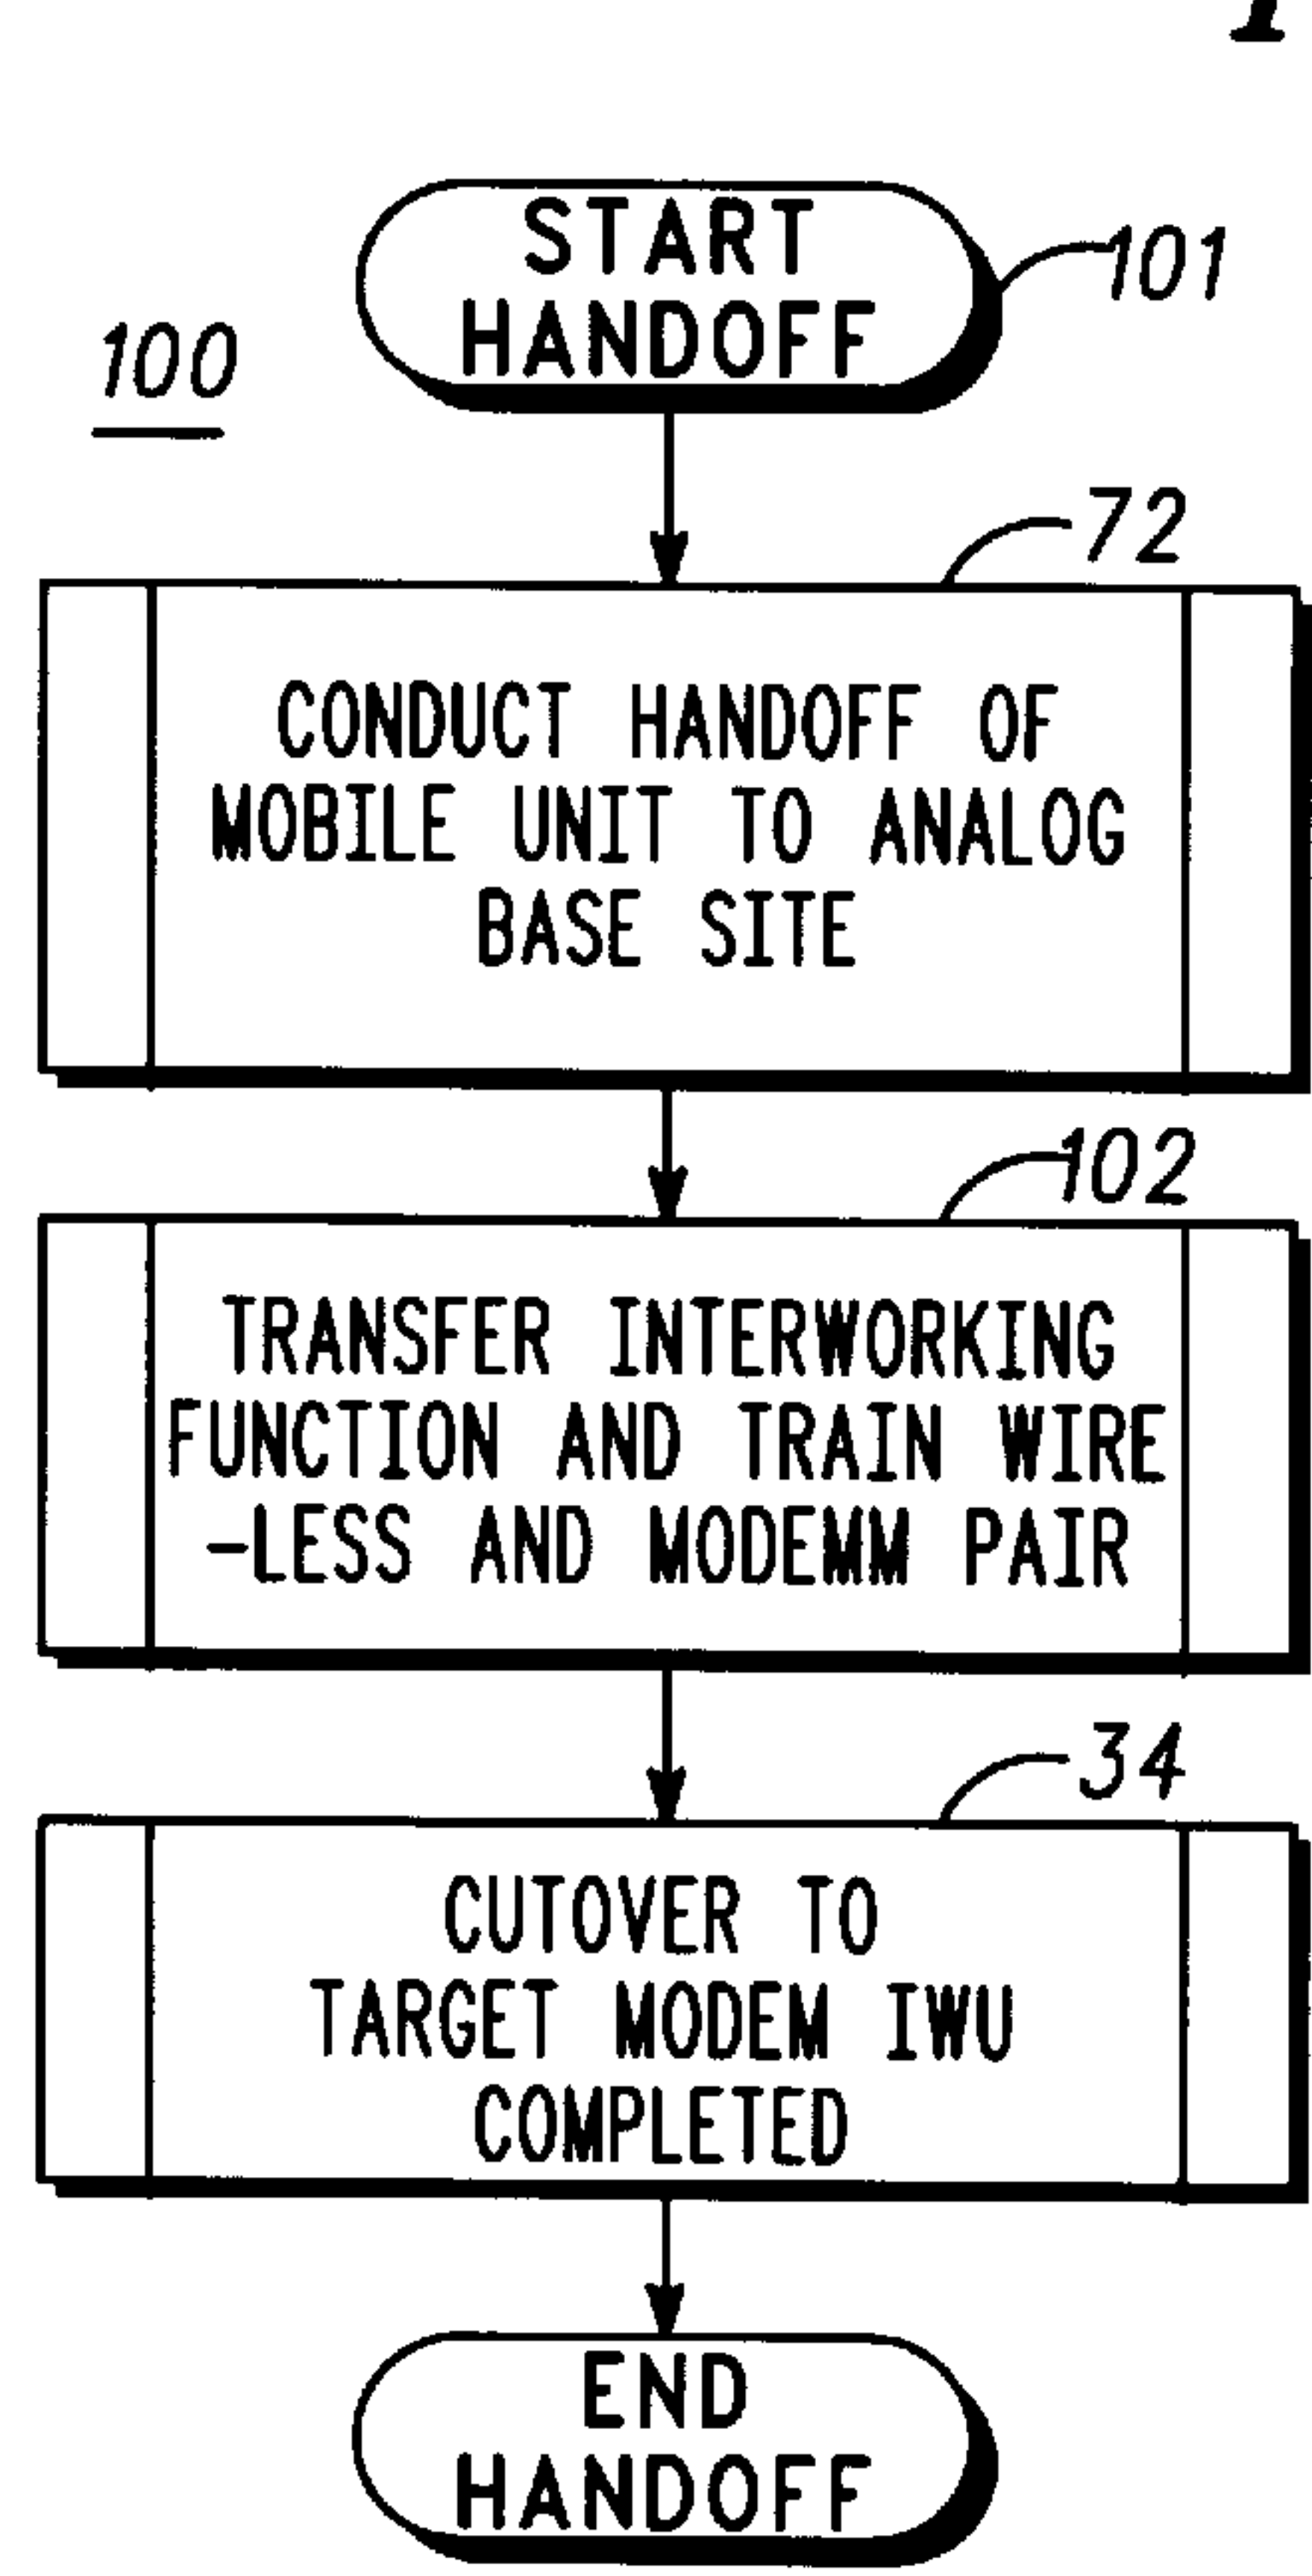 START
HANDOFF
101
100
72
CONDUCT HANDOFF OF
MOBILE UNIT TO ANALOG
BASE SITE
102
TRANSFER INTERWORKING
FUNCTION AND TRAIN WIRE
-LESS AND MODEMM PAIR
34
CUTOVER TO
TARGET MODEM IWU
COMPLETED
END
HANDOFF